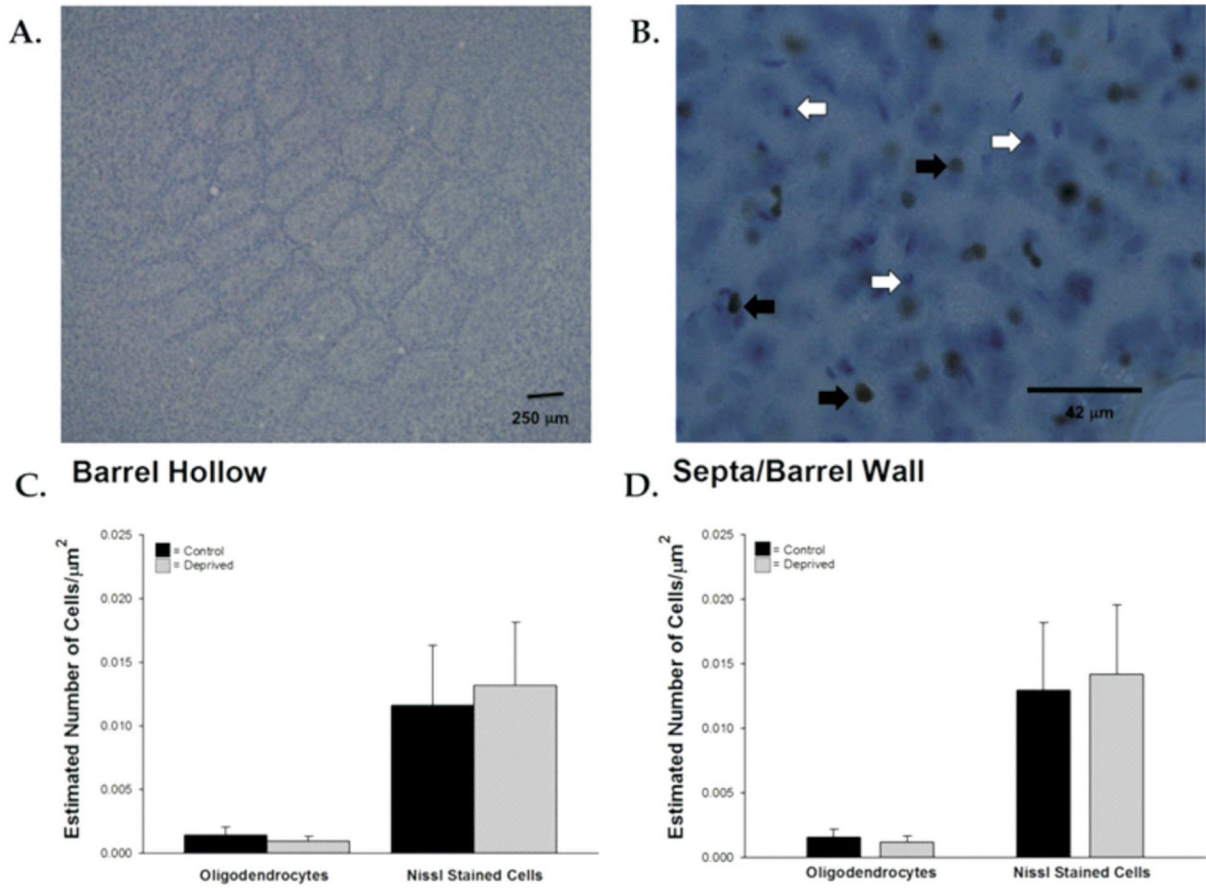 A.
B.
250 μm
42 μm
C. Barrel Hollow
D. Septa/Barrel Wall
Estimated Number of Cells/μm²
0.025
0.020
0.015
0.010
0.005
0.000
= Control
= Deprived
Oligodendrocytes Nissl Stained Cells
Estimated Number of Cells/μm²
0.025
0.020
0.015
0.010
0.005
0.000
= Control
= Deprived
Oligodendrocytes Nissl Stained Cells